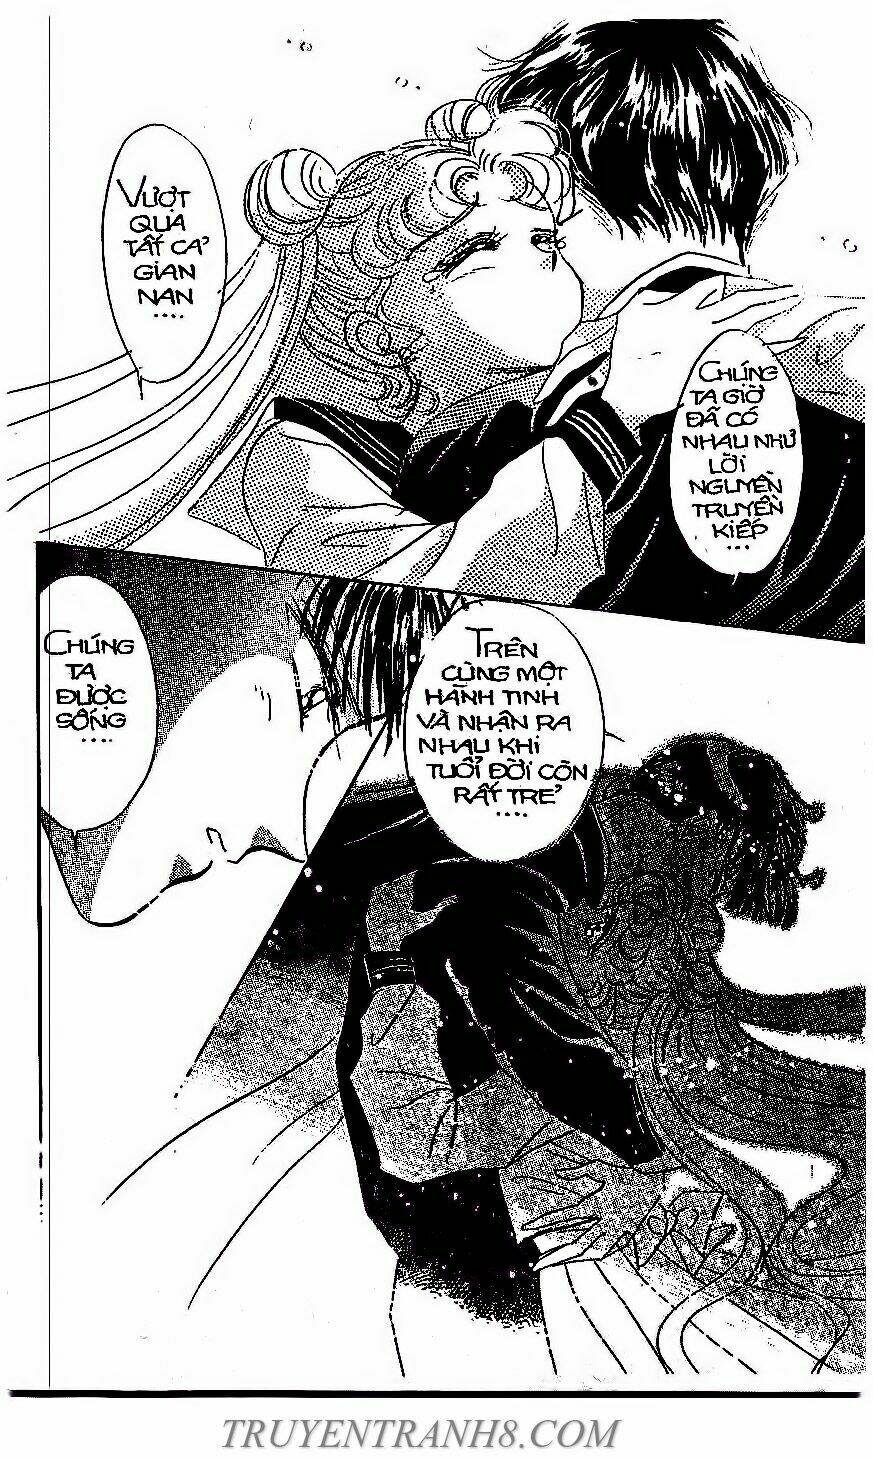 VƯỢT
QUA
TẤT CẢ
GIAN
NAN
....
CHÚNG
TA GIỜ
ĐÃ CÓ
NHAU NHƯ
LỜI
NGUYỀN
TRUYỀN
KIẾP
...
CHÚNG
TA
ĐƯỢC
SỐNG
....
TRÊN
CÙNG MỘT
HÀNH TINH
VÀ NHẬN RA
NHAU KHI
TUỔI ĐỜI CÒN
RẤT TRẺ
....
TRUYENTRANH8.COM